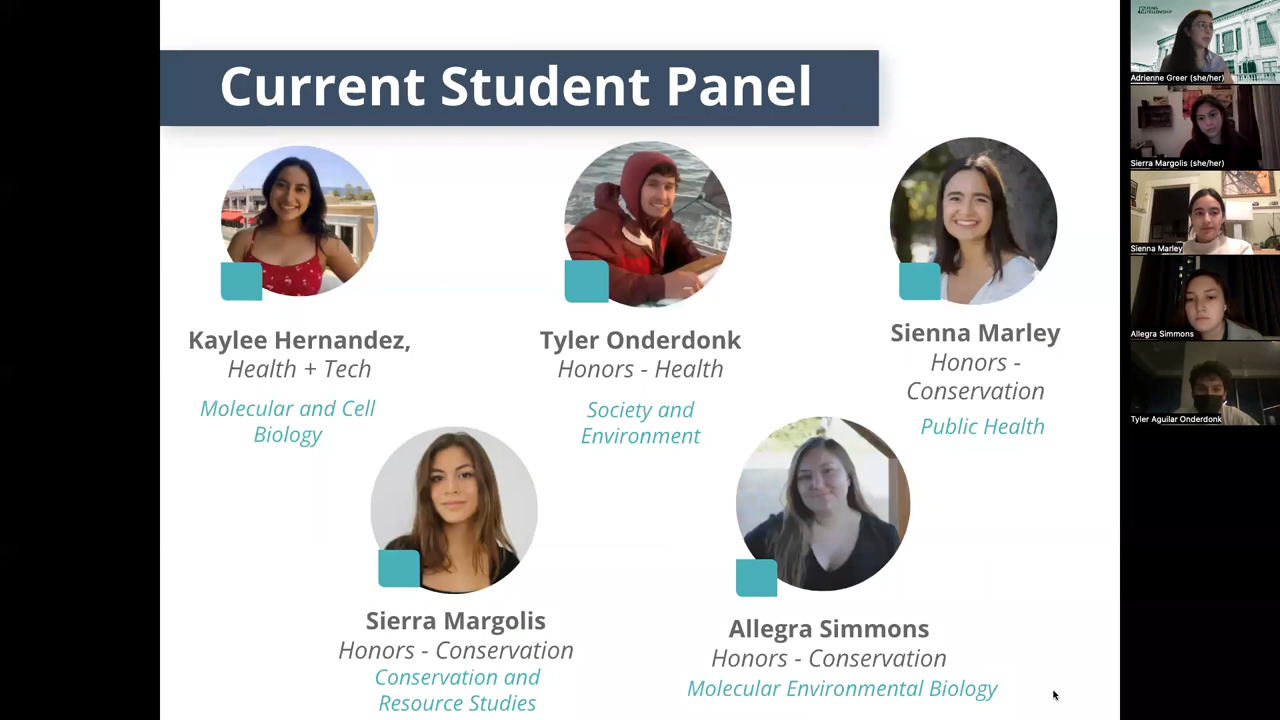 Current Student Panel
Kaylee Hernandez,
Health + Tech
Molecular and Cell
Biology
Tyler Onderdonk
Honors - Health
Society and
Environment
Sienna Marley
Honors -
Conservation
Public Health
Sierra Margolis
Honors - Conservation
Conservation and
Resource Studies
Allegra Simmons
Honors - Conservation
Molecular Environmental Biology
Adrienne Greer (she/her)
Sierra Margolis (she/her)
Sienna Marley
Allegra Simmons
Tyler Aguilar Onderdonk